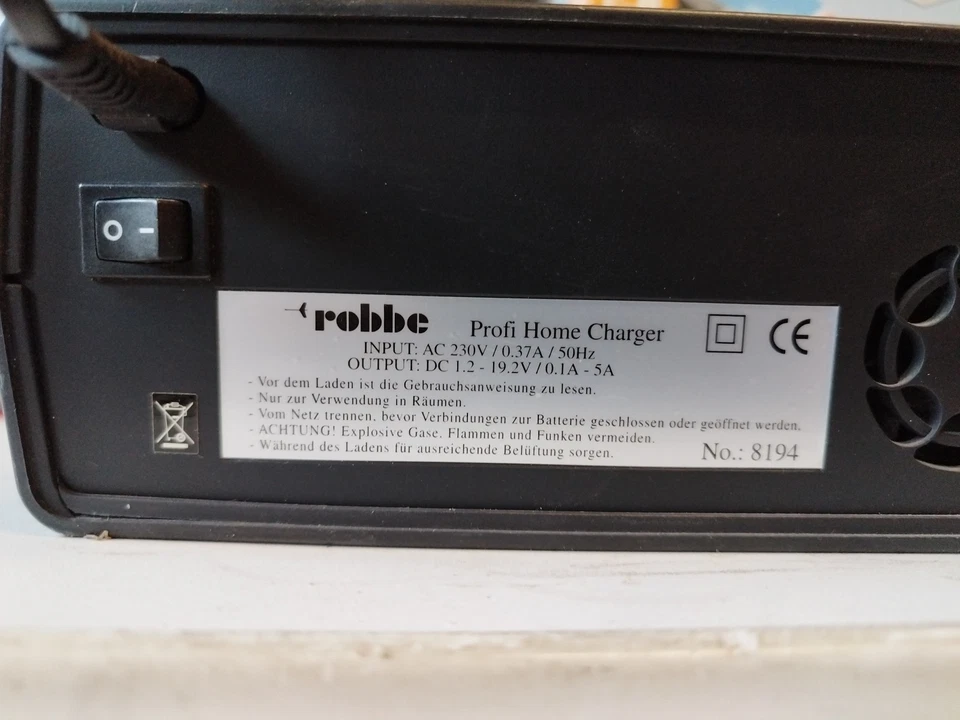 O I
robbe Profi Home Charger CE
INPUT: AC 230V / 0.37A / 50Hz
OUTPUT: DC 1.2 - 19.2V / 0.1A - 5A
- Vor dem Laden ist die Gebrauchsanweisung zu lesen.
- Nur zur Verwendung in Räumen.
- Vom Netz trennen, bevor Verbindungen zur Batterie geschlossen oder geöffnet werden.
- ACHTUNG! Explosive Gase. Flammen und Funken vermeiden.
- Während des Ladens für ausreichende Belüftung sorgen.
No.: 8194